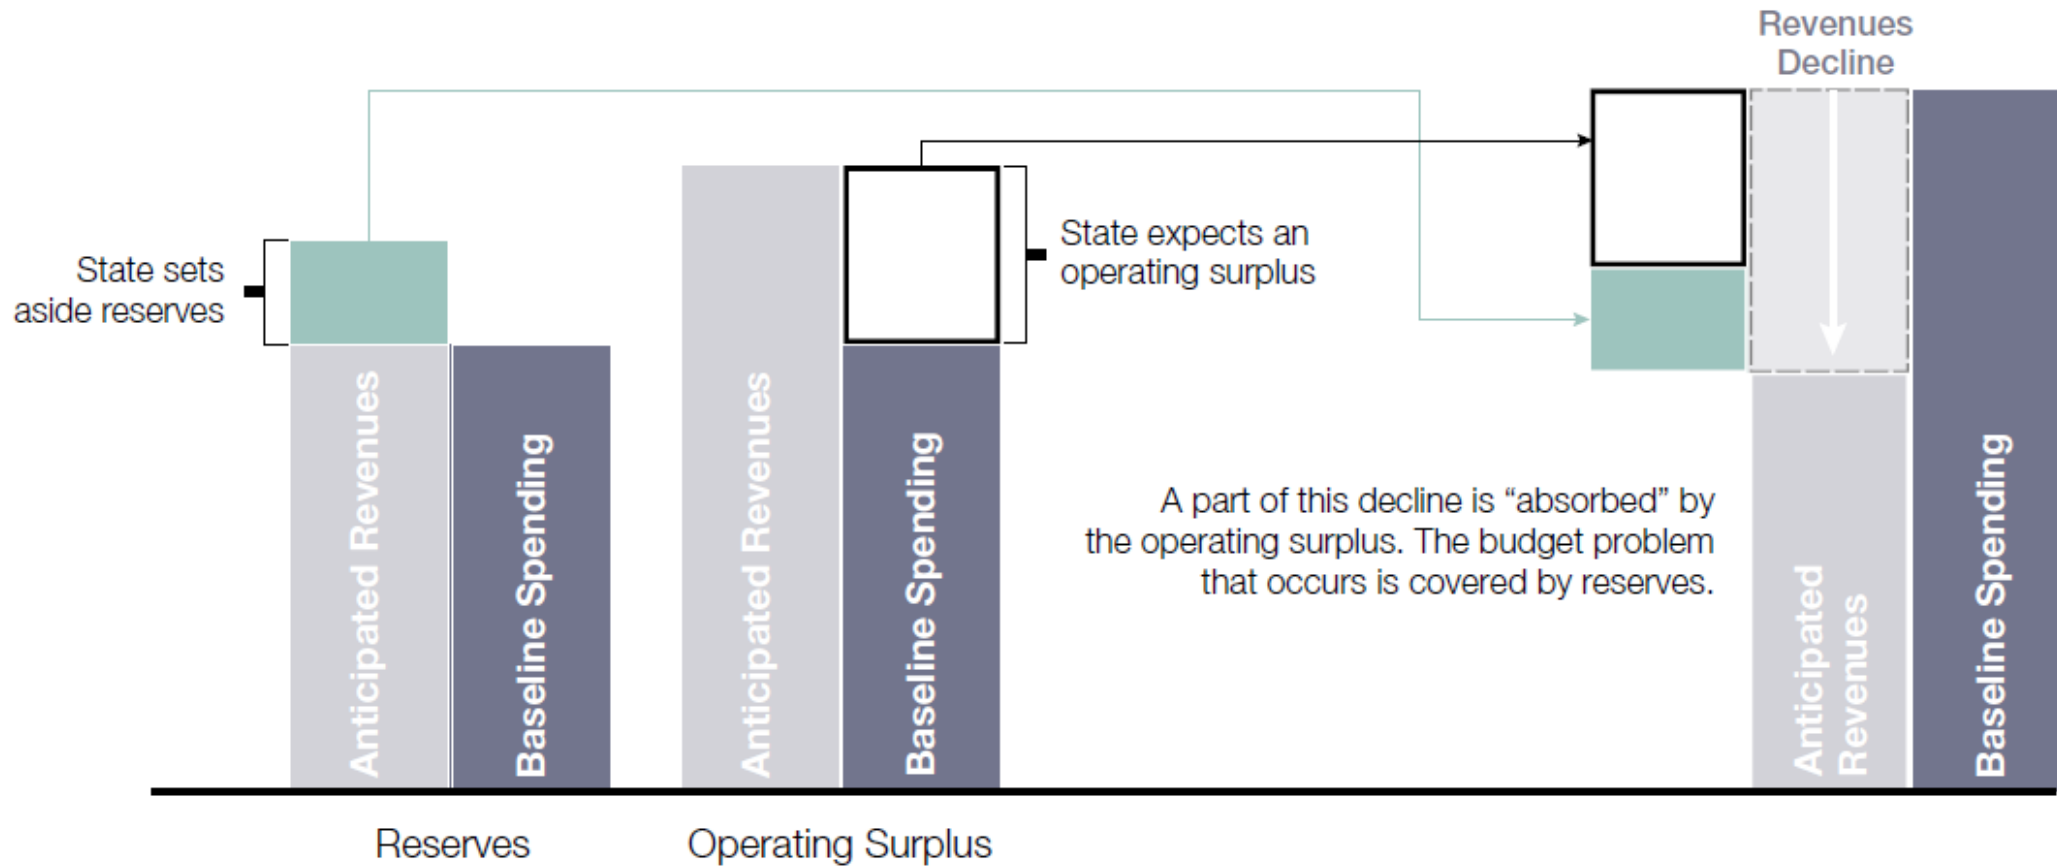 Revenues
Decline
State sets
aside reserves
State expects an
operating surplus
Anticipated Revenues
Baseline Spending
Anticipated Revenues
Baseline Spending
A part of this decline is “absorbed” by
the operating surplus. The budget problem
that occurs is covered by reserves.
Anticipated
Revenues
Baseline Spending
Reserves
Operating Surplus